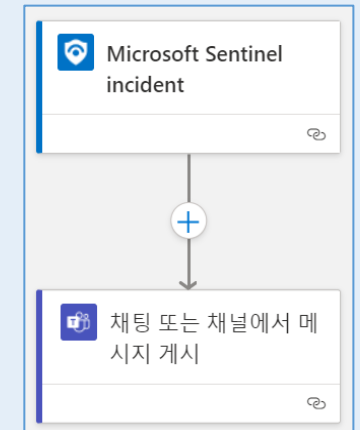 Microsoft Sentinel
incident
채팅 또는 채널에서 메
시지 게시